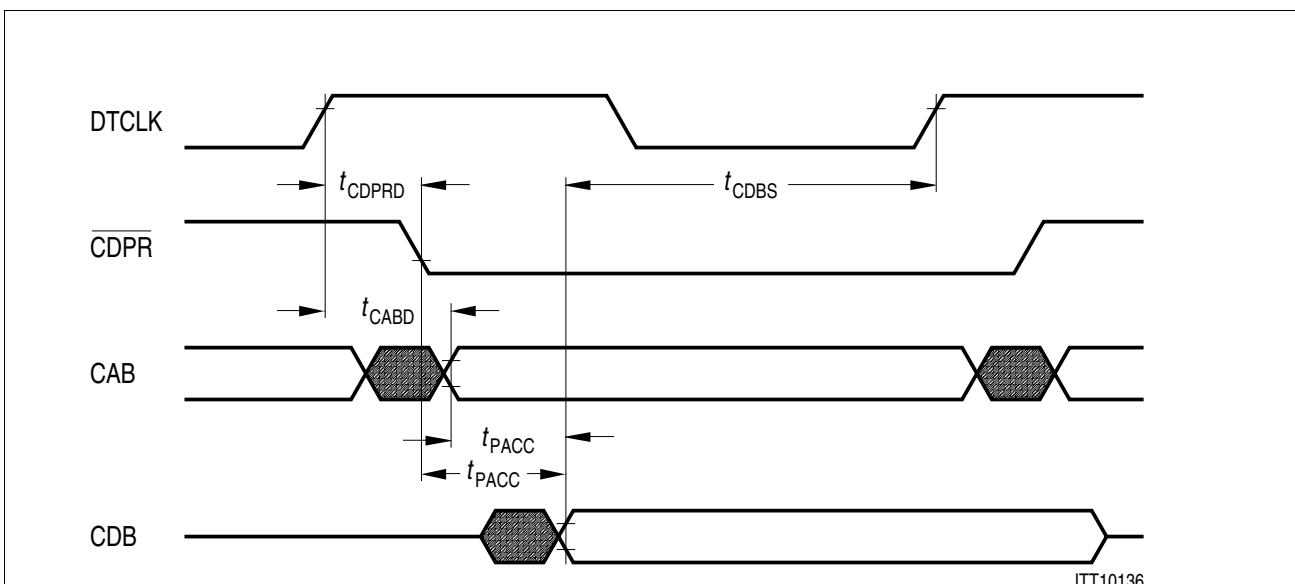 DTCLK
tCDPRD
tCDBS
CDPR
tCABD
CAB
tPACC
tPACC
CDB
ITT10136